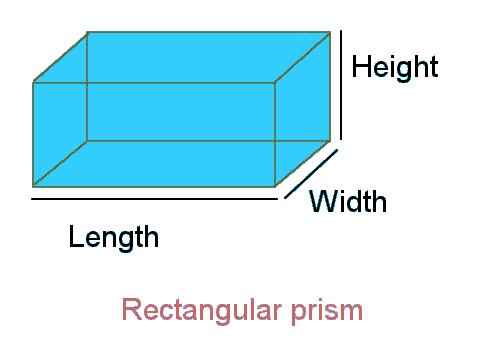 Height
Width
Length
Rectangular prism